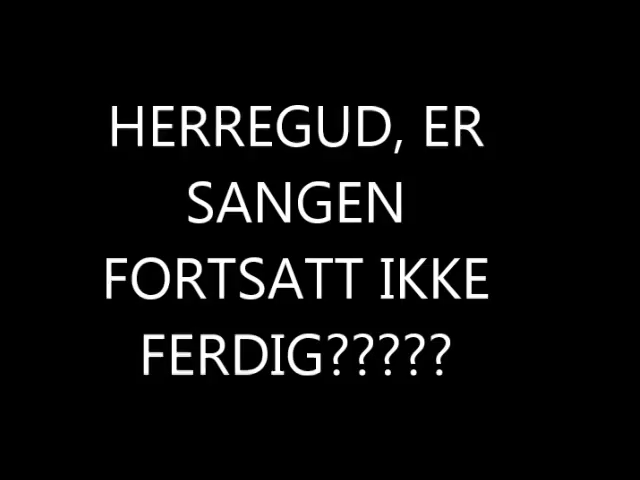 HERREGUD, ER
SANGEN
FORTSATT IKKE
FERDIG?????